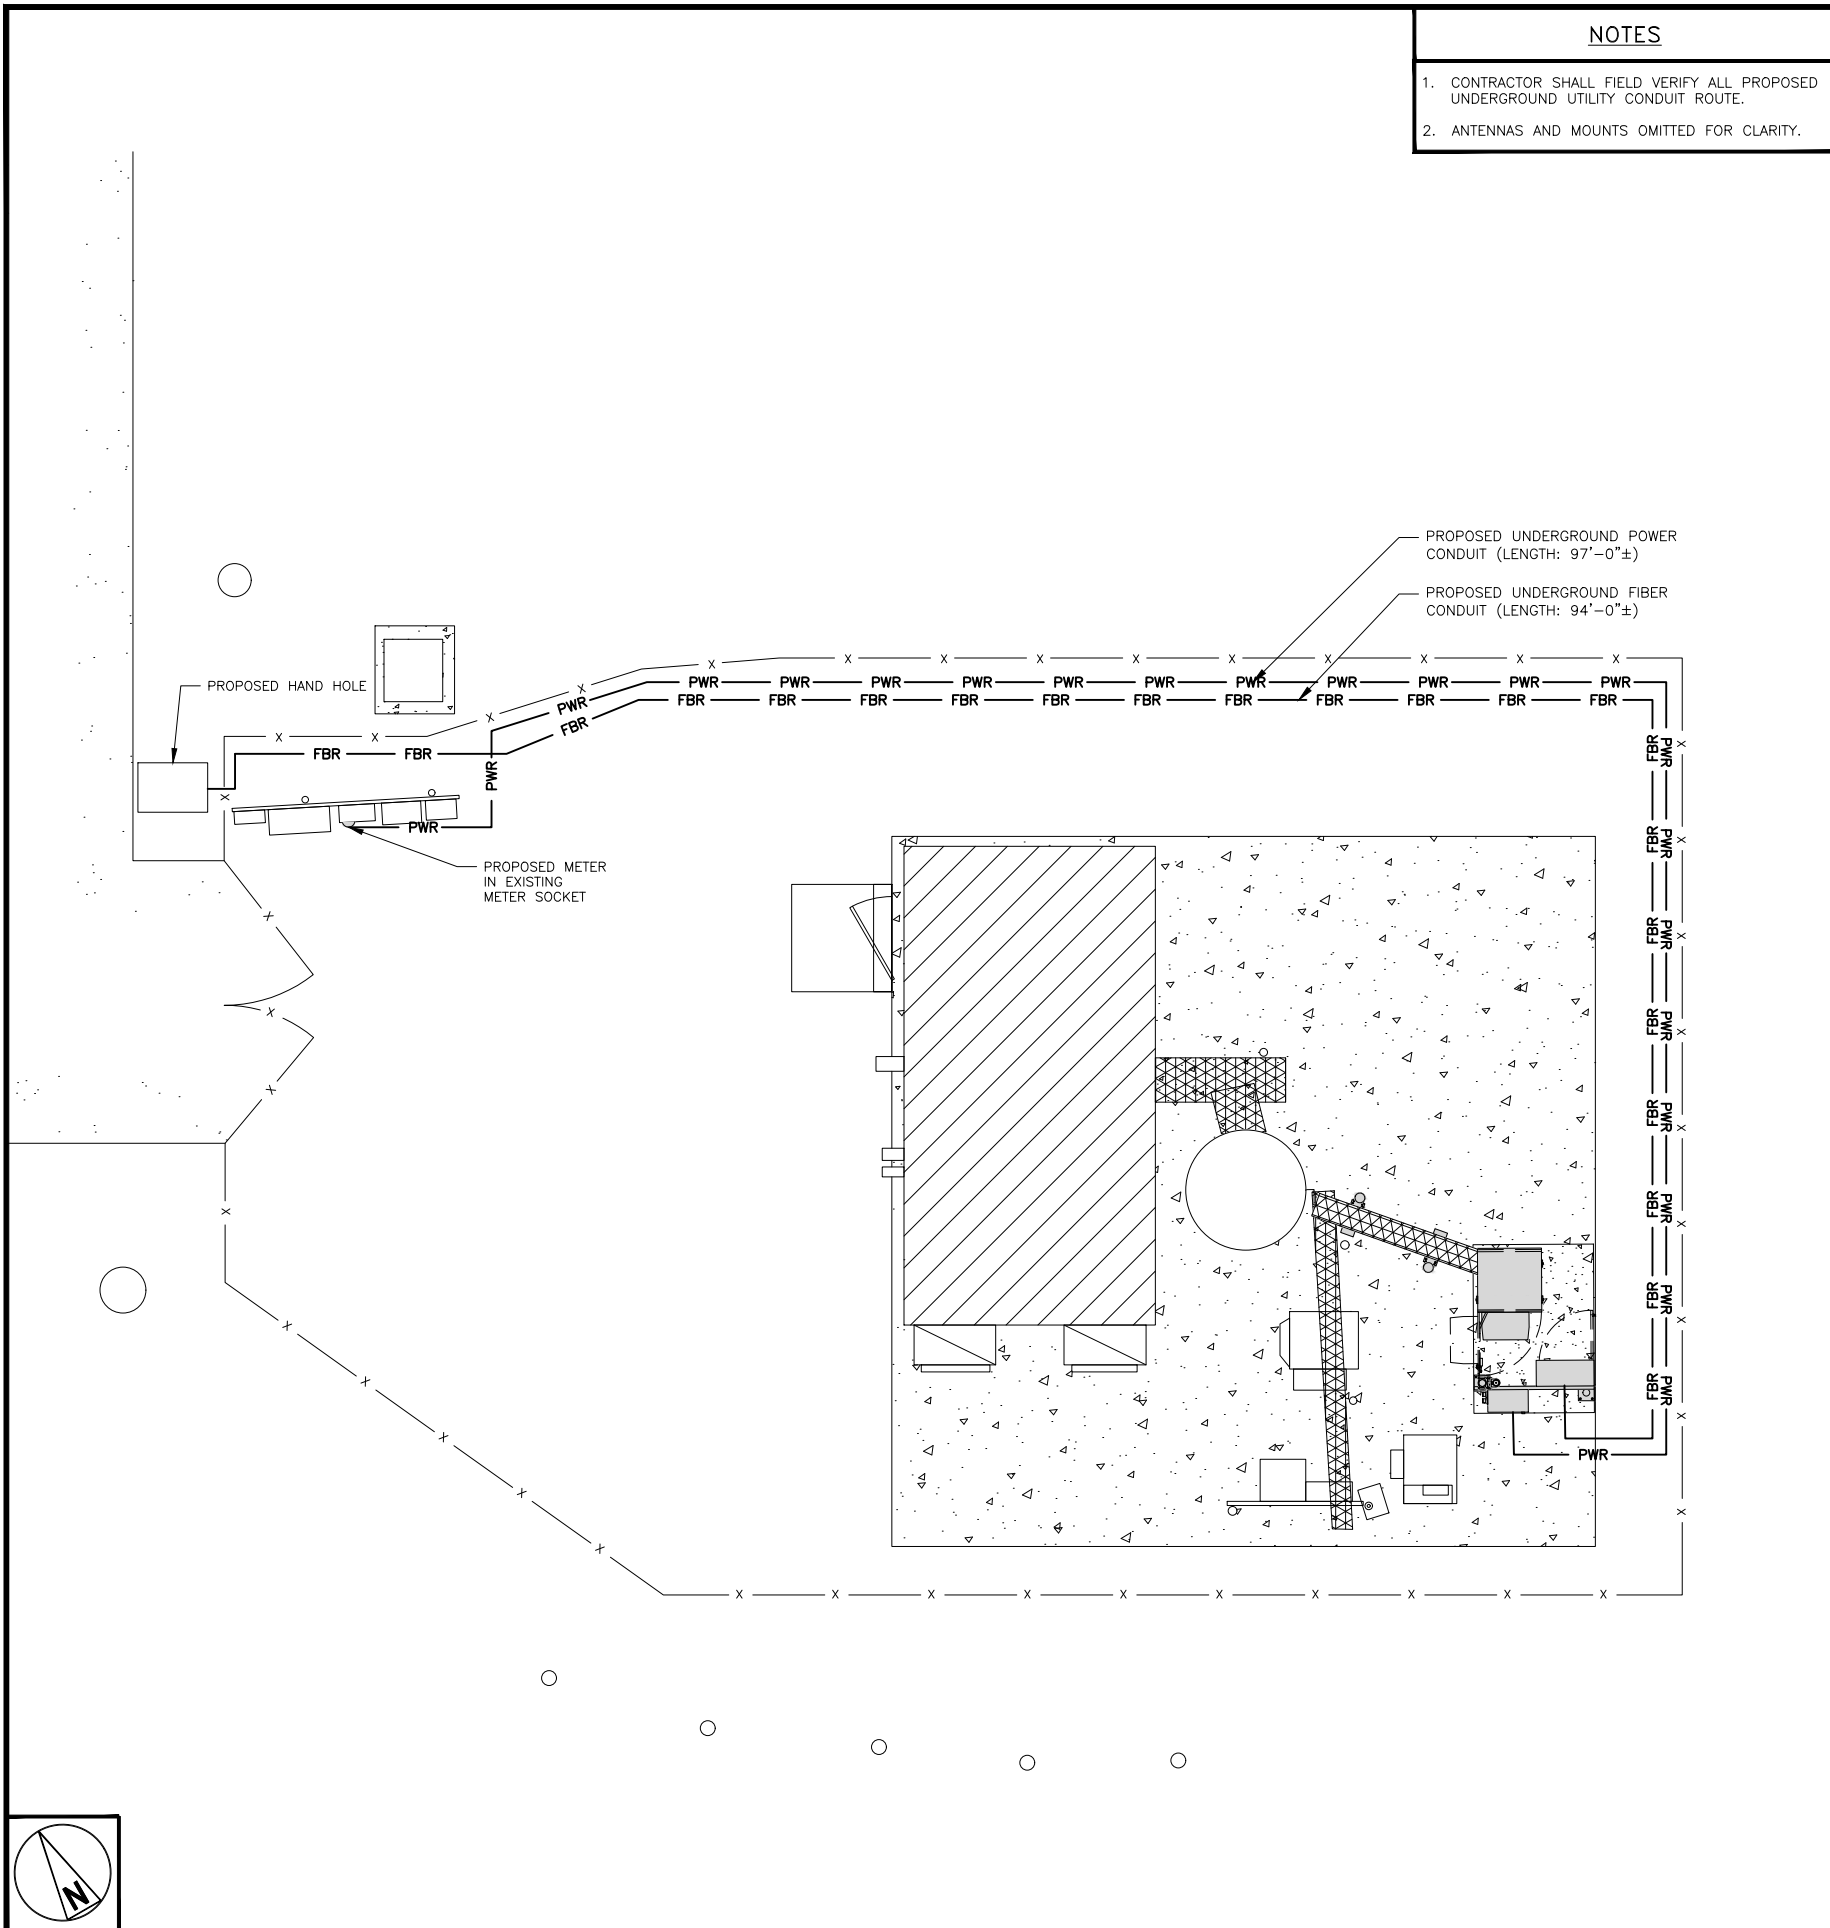 NOTES
1. CONTRACTOR SHALL FIELD VERIFY ALL PROPOSED
UNDERGROUND UTILITY CONDUIT ROUTE.
2. ANTENNAS AND MOUNTS OMITTED FOR CLARITY.
PROPOSED UNDERGROUND POWER
CONDUIT (LENGTH: 97'-0"±)
PROPOSED UNDERGROUND FIBER
CONDUIT (LENGTH: 94'-0"±)
X X X X X X X X X X
PWR PWR PWR PWR PWR PWR PWR PWR PWR PWR PWR
FBR FBR FBR FBR FBR FBR FBR FBR FBR FBR FBR
PROPOSED HAND HOLE
X
X
PWR
FBR
X X
FBR FBR
PWR
X
PWR
PROPOSED METER
IN EXISTING
METER SOCKET
FBR PWR X
FBR PWR X
FBR PWR X
FBR PWR X
FBR PWR X
FBR PWR X
FBR PWR X
FBR PWR X
X
X
X
X
X
X
X
X
X
PWR
X
X X X X X X X X X X
N